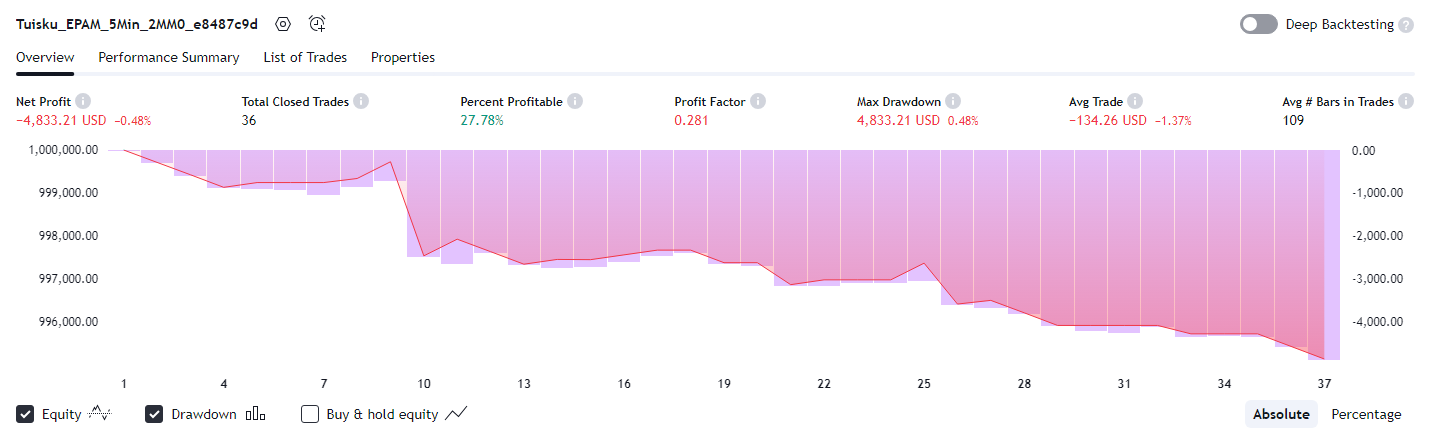 Tuisku_EPAM_5Min_2MM0_e8487c9d Deep Backtesting ?
Overview Performance Summary List of Trades Properties
Net Profit Total Closed Trades Percent Profitable Profit Factor Max Drawdown Avg Trade Avg # Bars in Trades
−4,833.21 USD −0.48% 36 27.78% 0.281 4,833.21 USD 0.48% −134.26 USD −1.37% 109
1,000,000.00 0.00
999,000.00 -1,000.00
998,000.00 -2,000.00
997,000.00 -3,000.00
996,000.00 -4,000.00
1 4 7 10 13 16 19 22 25 28 31 34 37
Equity Drawdown Buy & hold equity Absolute Percentage